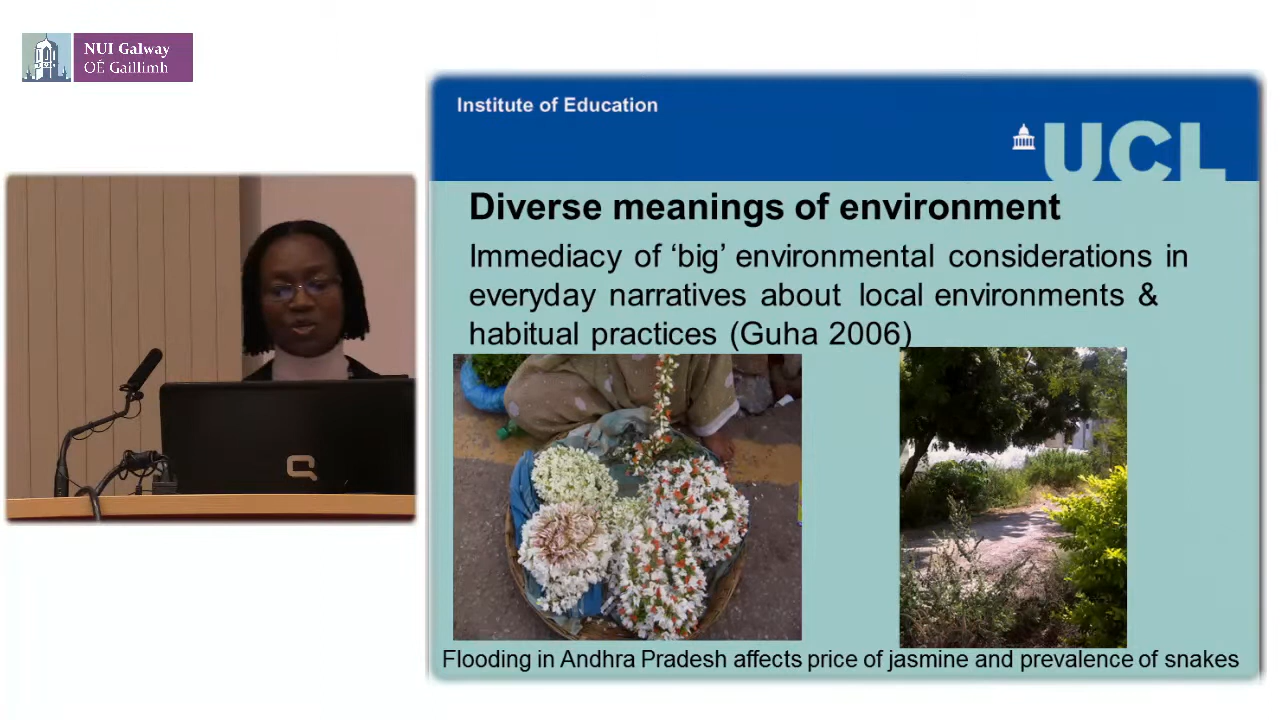 NUI Galway
OÉ Gaillimh
Institute of Education
UCL
Diverse meanings of environment
Immediacy of ‘big’ environmental considerations in
everyday narratives about local environments &
habitual practices (Guha 2006)
Flooding in Andhra Pradesh affects price of jasmine and prevalence of snakes